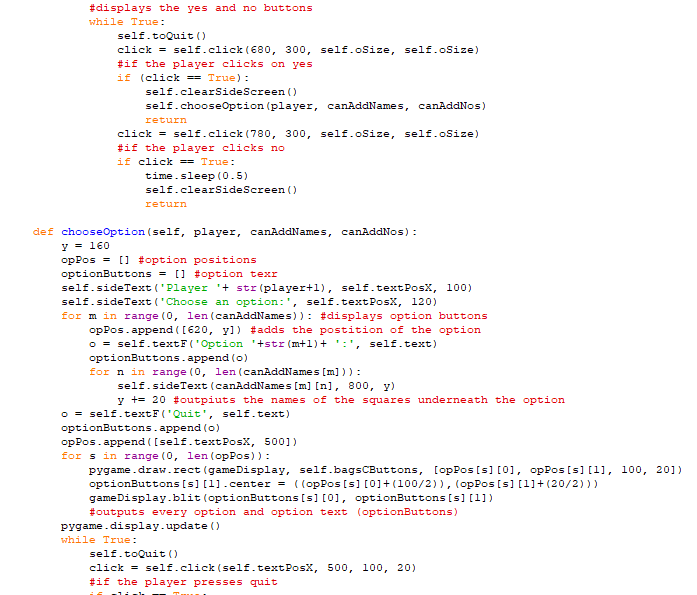 #displays the yes and no buttons
while True:
self.toQuit()
click = self.click(680, 300, self.oSize, self.oSize)
#if the player clicks on yes
if (click == True):
self.clearSideScreen()
self.chooseOption(player, canAddNames, canAddNos)
return
click = self.click(780, 300, self.oSize, self.oSize)
#if the player clicks no
if click == True:
time.sleep(0.5)
self.clearSideScreen()
return
def chooseOption(self, player, canAddNames, canAddNos):
y = 160
opPos = [] #option positions
optionButtons = [] #option texr
self.sideText('Player '+ str(player+1), self.textPosX, 100)
self.sideText('Choose an option:', self.textPosX, 120)
for m in range(0, len(canAddNames)): #displays option buttons
opPos.append([620, y]) #adds the postition of the option
o = self.textF('Option '+str(m+1)+ ':', self.text)
optionButtons.append(o)
for n in range(0, len(canAddNames[m])):
self.sideText(canAddNames[m][n], 800, y)
y += 20 #outpiuts the names of the squares underneath the option
o = self.textF('Quit', self.text)
optionButtons.append(o)
opPos.append([self.textPosX, 500])
for s in range(0, len(opPos)):
pygame.draw.rect(gameDisplay, self.bagsCButtons, [opPos[s][0], opPos[s][1], 100, 20])
optionButtons[s][1].center = ((opPos[s][0]+(100/2)),(opPos[s][1]+(20/2)))
gameDisplay.blit(optionButtons[s][0], optionButtons[s][1])
#outputs every option and option text (optionButtons)
pygame.display.update()
while True:
self.toQuit()
click = self.click(self.textPosX, 500, 100, 20)
#if the player presses quit
if click == True: